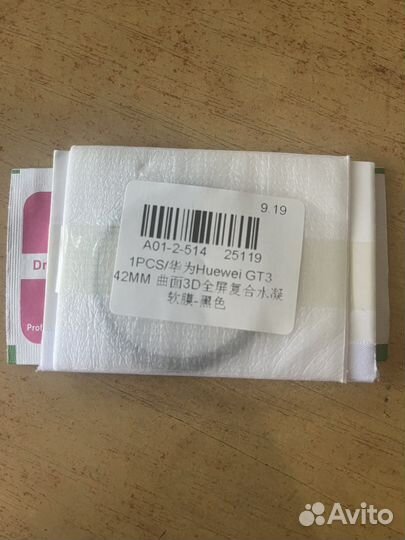 9.19
A01-2-514 25119
1PCS/华为Huewei GT3
42MM 曲面3D全屏复合水凝
软膜-黑色
Dr
Prof
Avito